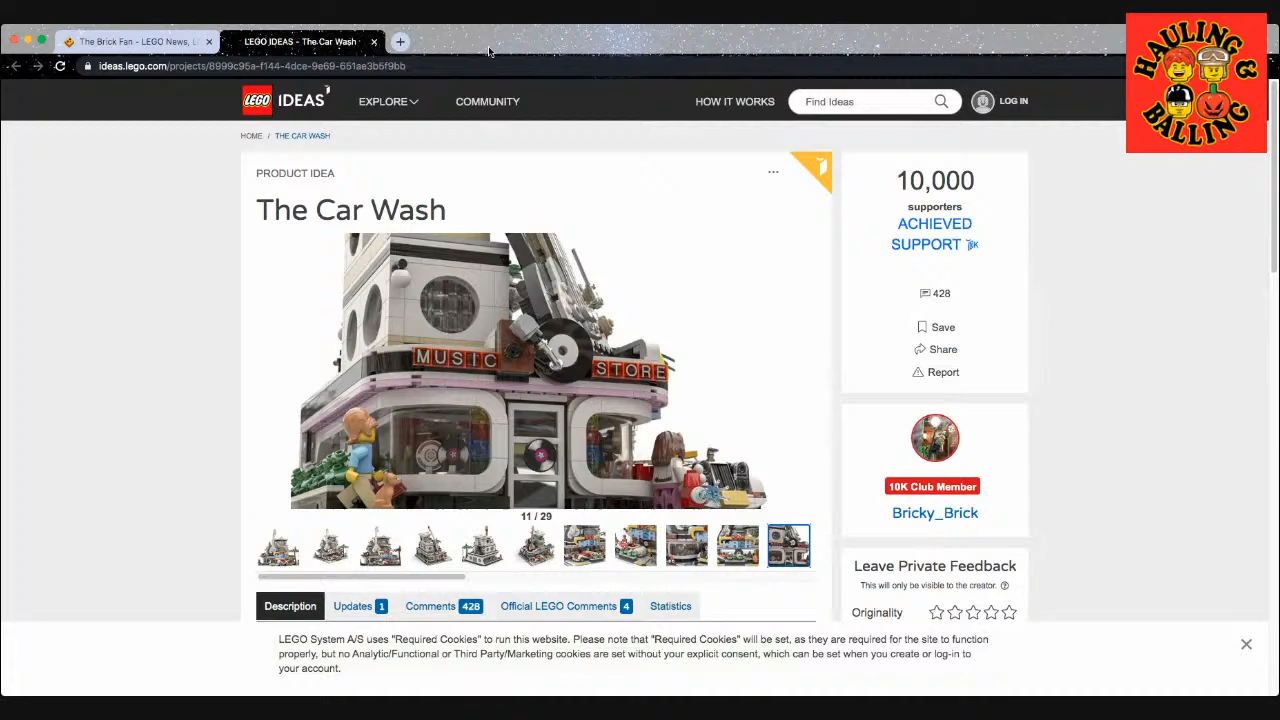 The Brick Fan - LEGO News, L
LEGO IDEAS - The Car Wash
ideas.lego.com/projects/8999c95a-f144-4dce-9e69-651ae3b5f9bb
HAULING &
BALLING
LEGO IDEAS
EXPLORE
COMMUNITY
HOW IT WORKS
Find Ideas
LOG IN
HOME / THE CAR WASH
PRODUCT IDEA
The Car Wash
MUSIC STORE
11 / 29
10,000
supporters
ACHIEVED
SUPPORT 10K
428
Save
Share
Report
10K Club Member
Bricky_Brick
Leave Private Feedback
This will only be visible to the creator.
Originality
Description
Updates 1
Comments 428
Official LEGO Comments 4
Statistics
LEGO System A/S uses "Required Cookies" to run this website. Please note that "Required Cookies" will be set, as they are required for the site to function
properly, but no Analytic/Functional or Third Party/Marketing cookies are set without your explicit consent, which can be set when you create or log-in to
your account.